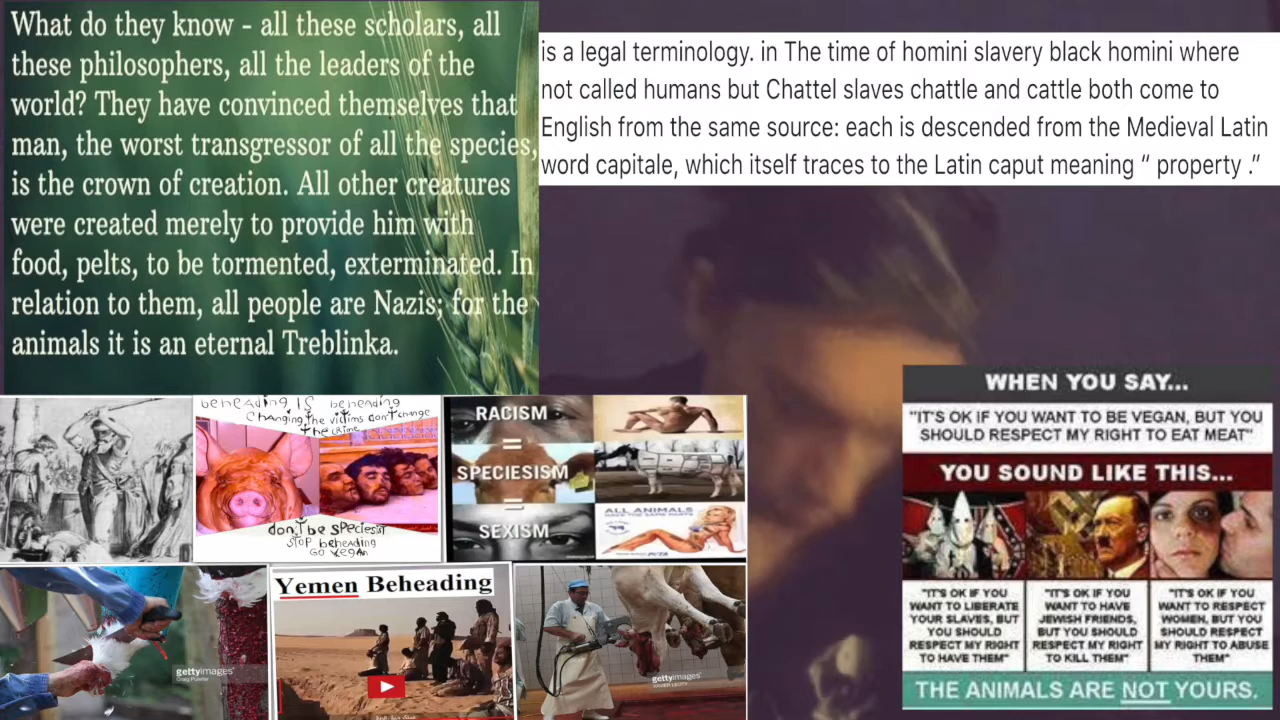 What do they know - all these scholars, all
these philosophers, all the leaders of the
world? They have convinced themselves that
man, the worst transgressor of all the species,
is the crown of creation. All other creatures
were created merely to provide him with
food, pelts, to be tormented, exterminated. In
relation to them, all people are Nazis; for the
animals it is an eternal Treblinka.
is a legal terminology. in The time of homini slavery black homini where
not called humans but Chattel slaves chattle and cattle both come to
English from the same source: each is descended from the Medieval Latin
word capitale, which itself traces to the Latin caput meaning “ property .”
beheading IS beheading
Changing the victims don't change
the crime
don't be speciesist
STOP beheading
GO vegan
RACISM
=
SPECIESISM
=
SEXISM
ALL ANIMALS
HAVE THE SAME PARTS
PETA
gettyimages
Yemen Beheading
gettyimages
WHEN YOU SAY...
"IT'S OK IF YOU WANT TO BE VEGAN, BUT YOU
SHOULD RESPECT MY RIGHT TO EAT MEAT"
YOU SOUND LIKE THIS...
"IT'S OK IF YOU
WANT TO LIBERATE
YOUR SLAVES, BUT
YOU SHOULD
RESPECT MY RIGHT
TO HAVE THEM"
"IT'S OK IF YOU
WANT TO HAVE
JEWISH FRIENDS,
BUT YOU SHOULD
RESPECT MY RIGHT
TO KILL THEM"
"IT'S OK IF YOU
WANT TO RESPECT
WOMEN, BUT YOU
SHOULD RESPECT
MY RIGHT TO ABUSE
THEM"
THE ANIMALS ARE NOT YOURS.